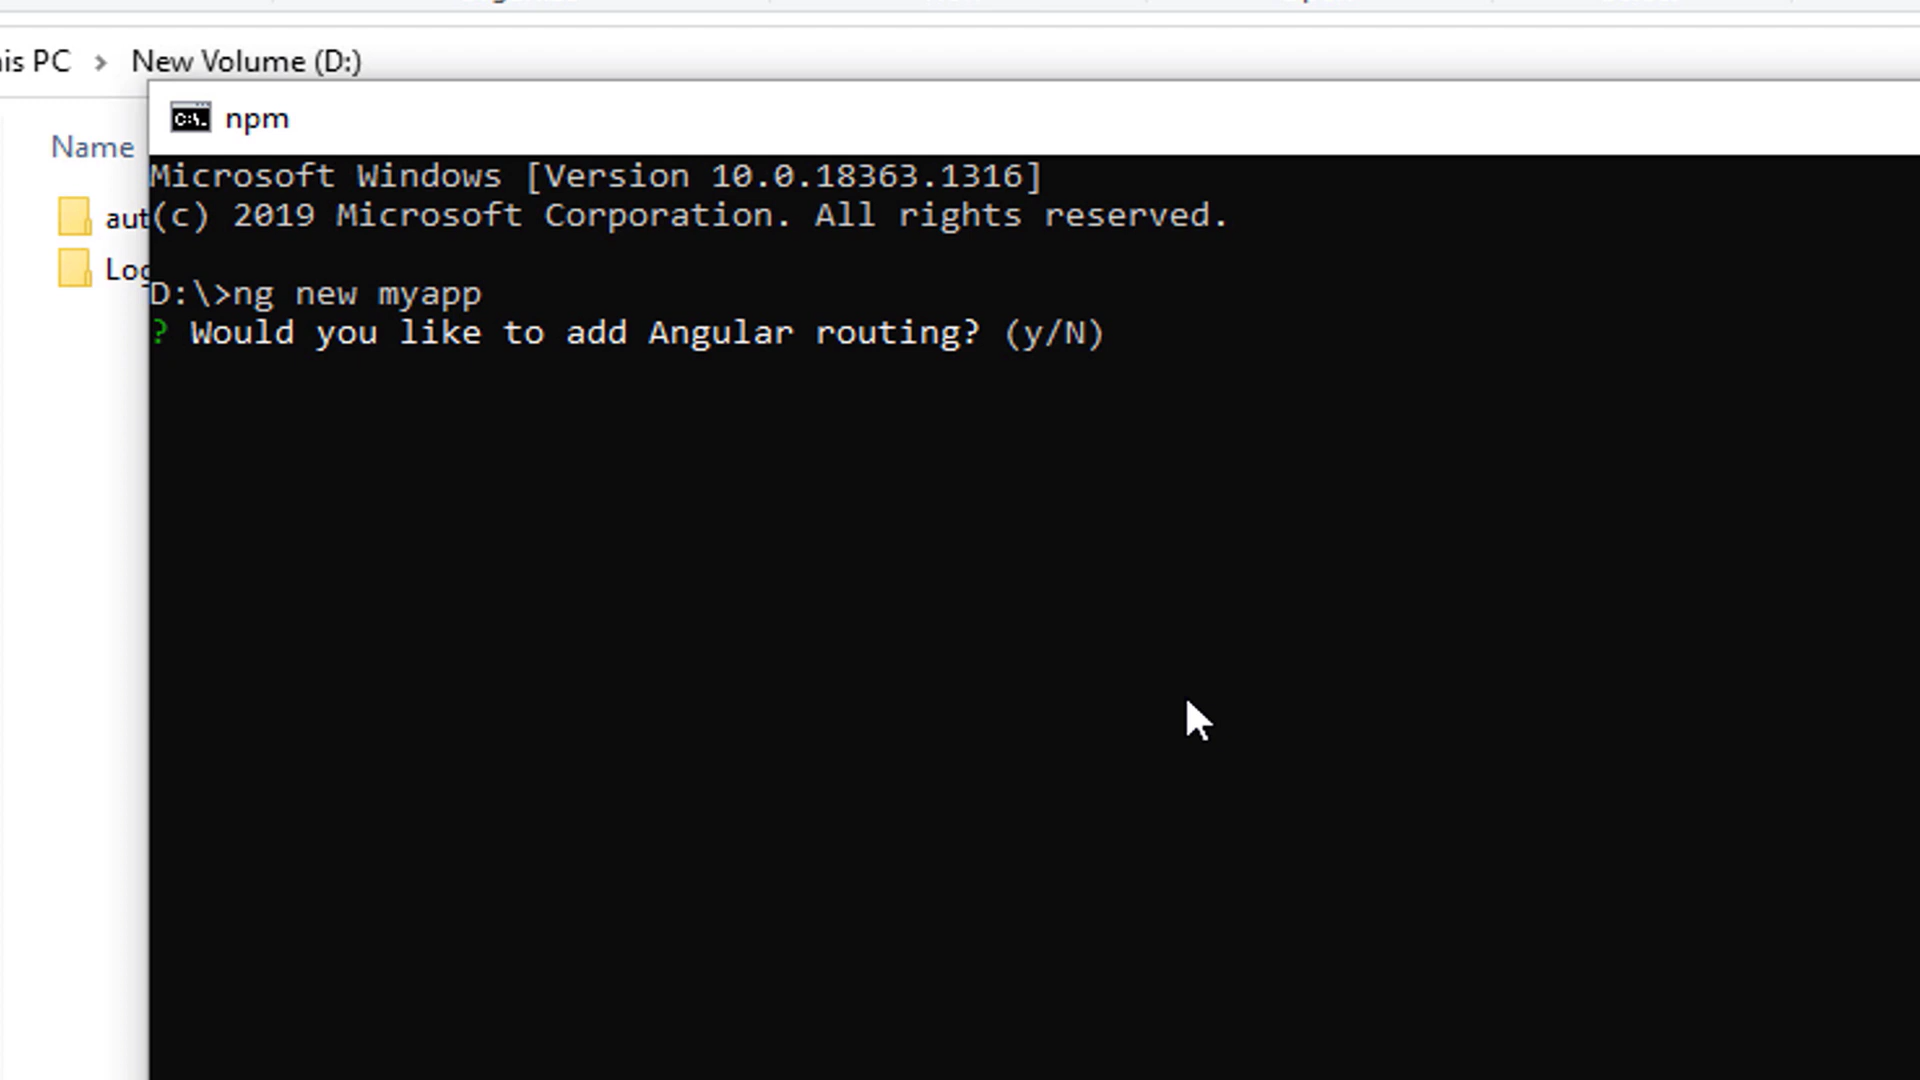 PC > New Volume (D:)
npm
Name
Microsoft Windows [Version 10.0.18363.1316]
aut
(c) 2019 Microsoft Corporation. All rights reserved.
Log
D:\>ng new myapp
? Would you like to add Angular routing? (y/N)